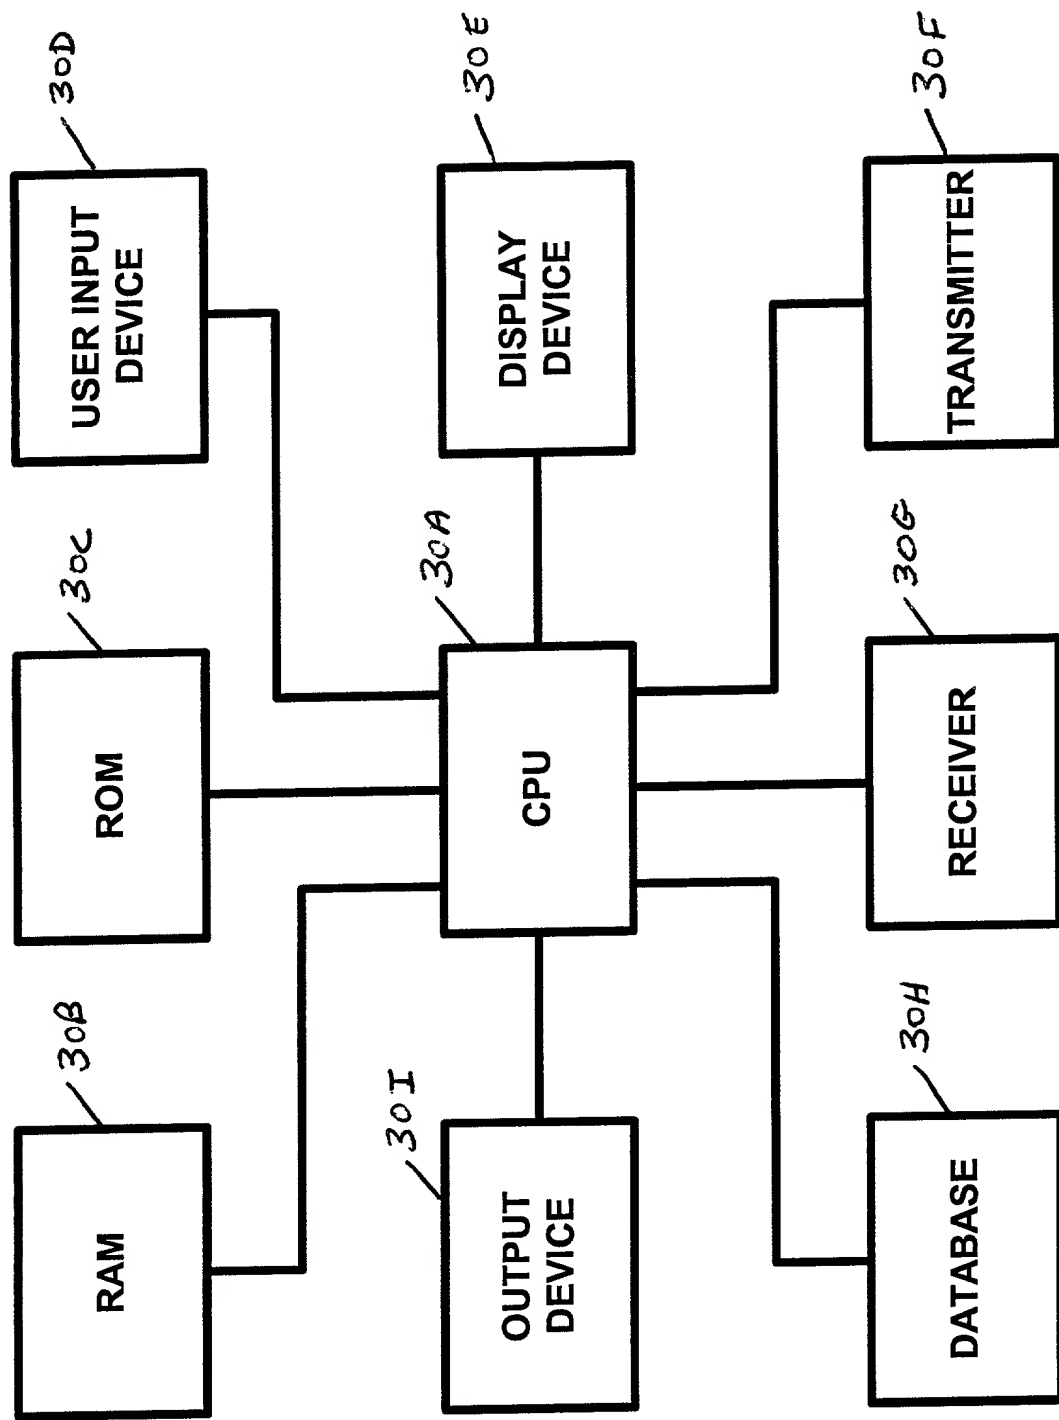 30B
30C
30D
RAM
ROM
USER INPUT
DEVICE
30I
30A
30E
OUTPUT
DEVICE
CPU
DISPLAY
DEVICE
30H
30G
30F
DATABASE
RECEIVER
TRANSMITTER